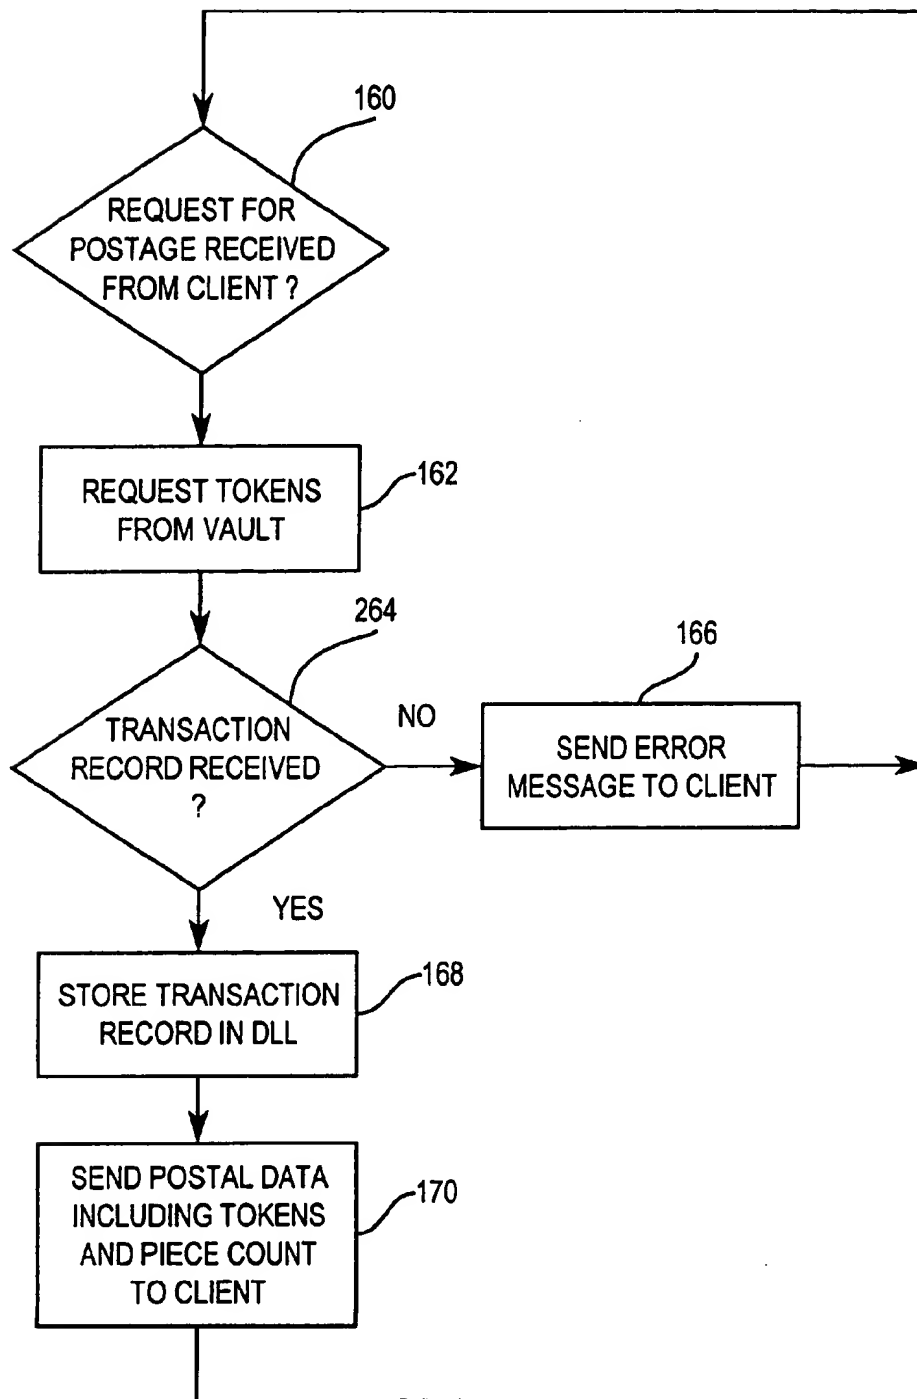 160
REQUEST FOR
POSTAGE RECEIVED
FROM CLIENT ?
REQUEST TOKENS
FROM VAULT
162
264
TRANSACTION
RECORD RECEIVED
?
NO
166
SEND ERROR
MESSAGE TO CLIENT
YES
STORE TRANSACTION
RECORD IN DLL
168
SEND POSTAL DATA
INCLUDING TOKENS
AND PIECE COUNT
TO CLIENT
170